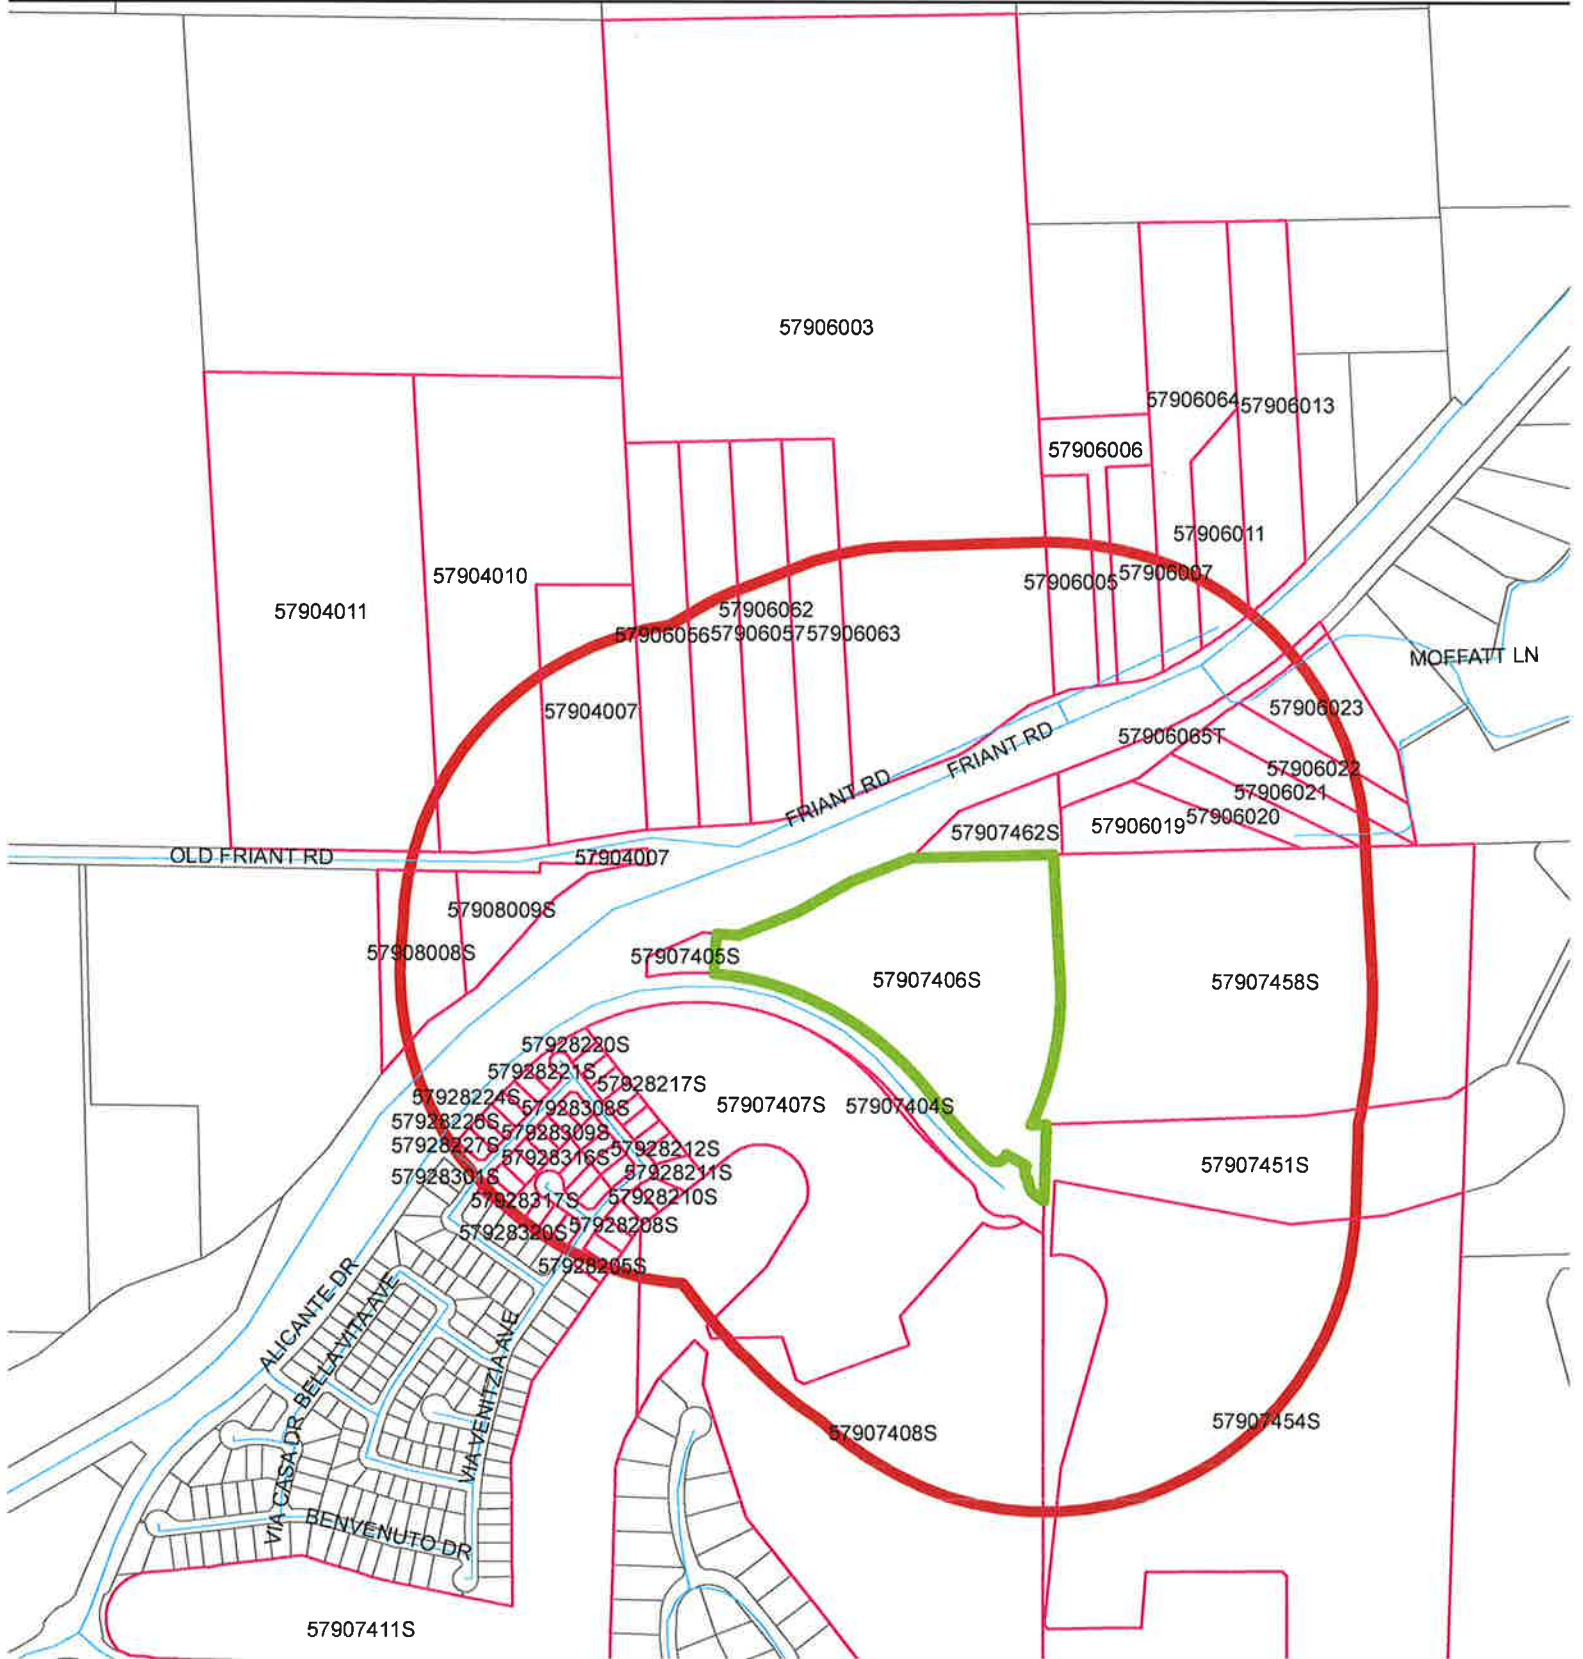 57906003
57906064
57906013
57906006
57906011
57904010
57904011
57906005
57906007
57906062
57906056
57906057
57906063
MOFFATT LN
57904007
57906023
57906065T
FRIANT RD
FRIANT RD
57906022
57906021
57906020
57906019
57907462S
OLD FRIANT RD
57904007
57908009S
57908008S
57907405S
57907406S
57907458S
57928220S
57928221S
57928217S
57928224S
57928308S
57907407S
57907404S
57928226S
57928309S
57928227S
57928212S
57928316S
57907451S
57928301S
57928211S
57928317S
57928210S
57928320S
57928208S
57928205S
ALICANTE DR
BELLA VITA AVE
VIA VENITZIA AVE
VIA CASA DR
57907408S
57907454S
BENVENUTO DR
57907411S